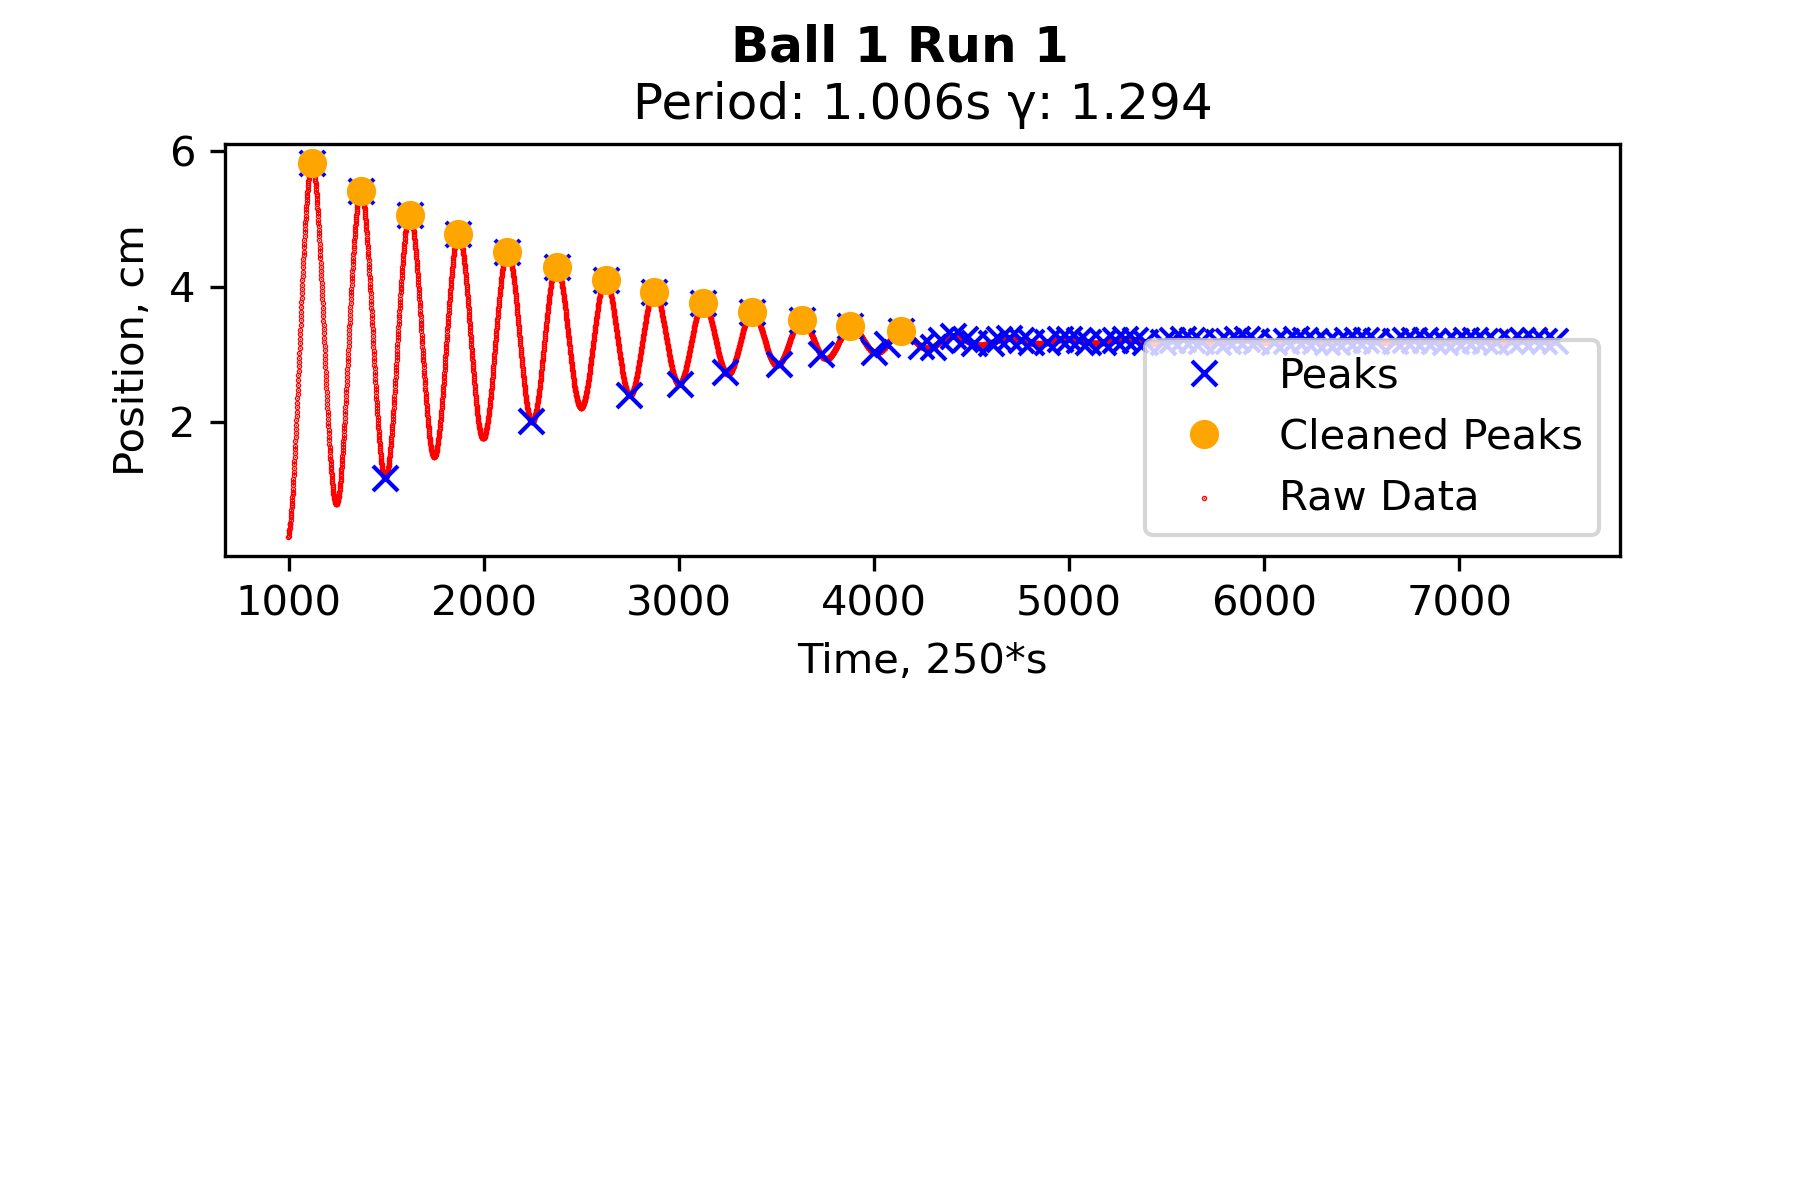 Ball 1 Run 1
Period: 1.006s γ: 1.294
6
4
2
Position, cm
1000 2000 3000 4000 5000 6000 7000
Time, 250*s
Peaks
Cleaned Peaks
Raw Data